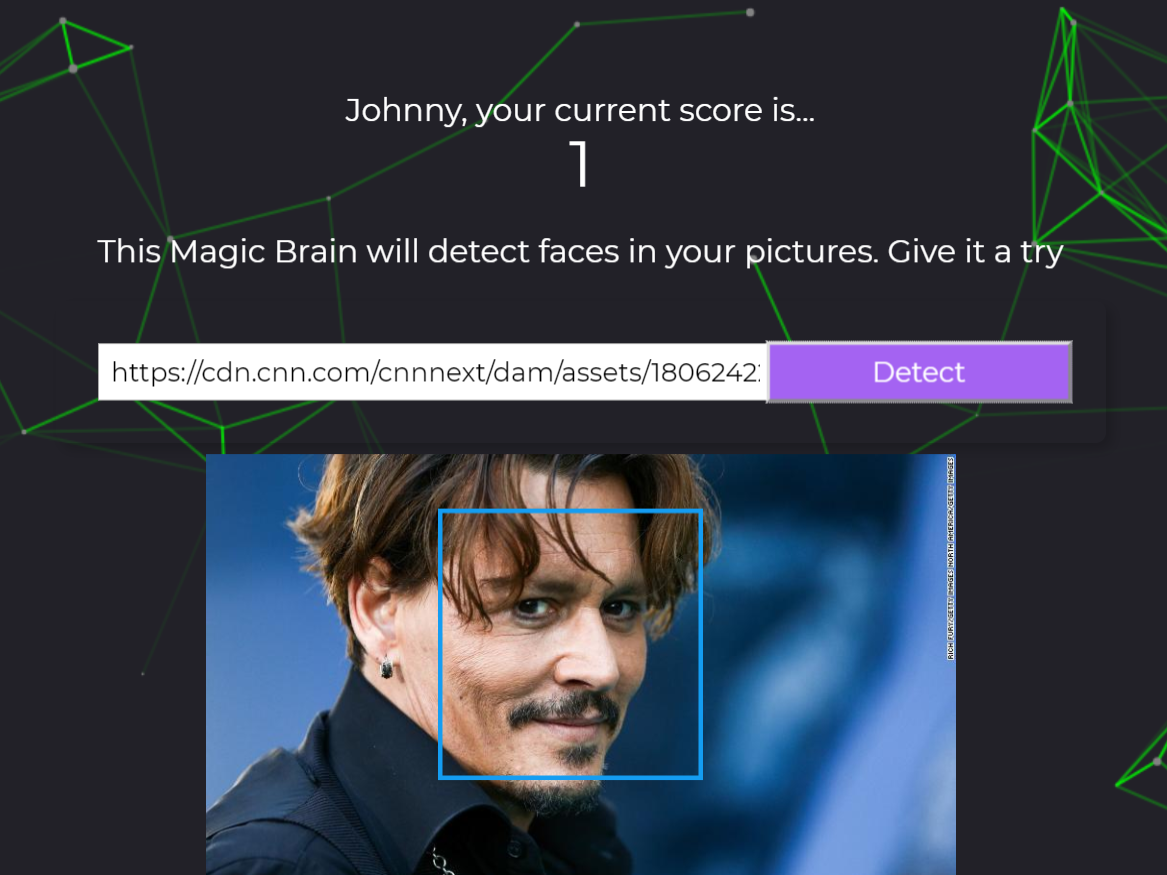 Johnny, your current score is...
1
This Magic Brain will detect faces in your pictures. Give it a try
https://cdn.cnn.com/cnnnext/dam/assets/1806242
Detect
RICH FURY/GETTY IMAGES NORTH AMERICA/GETTY IMAGES